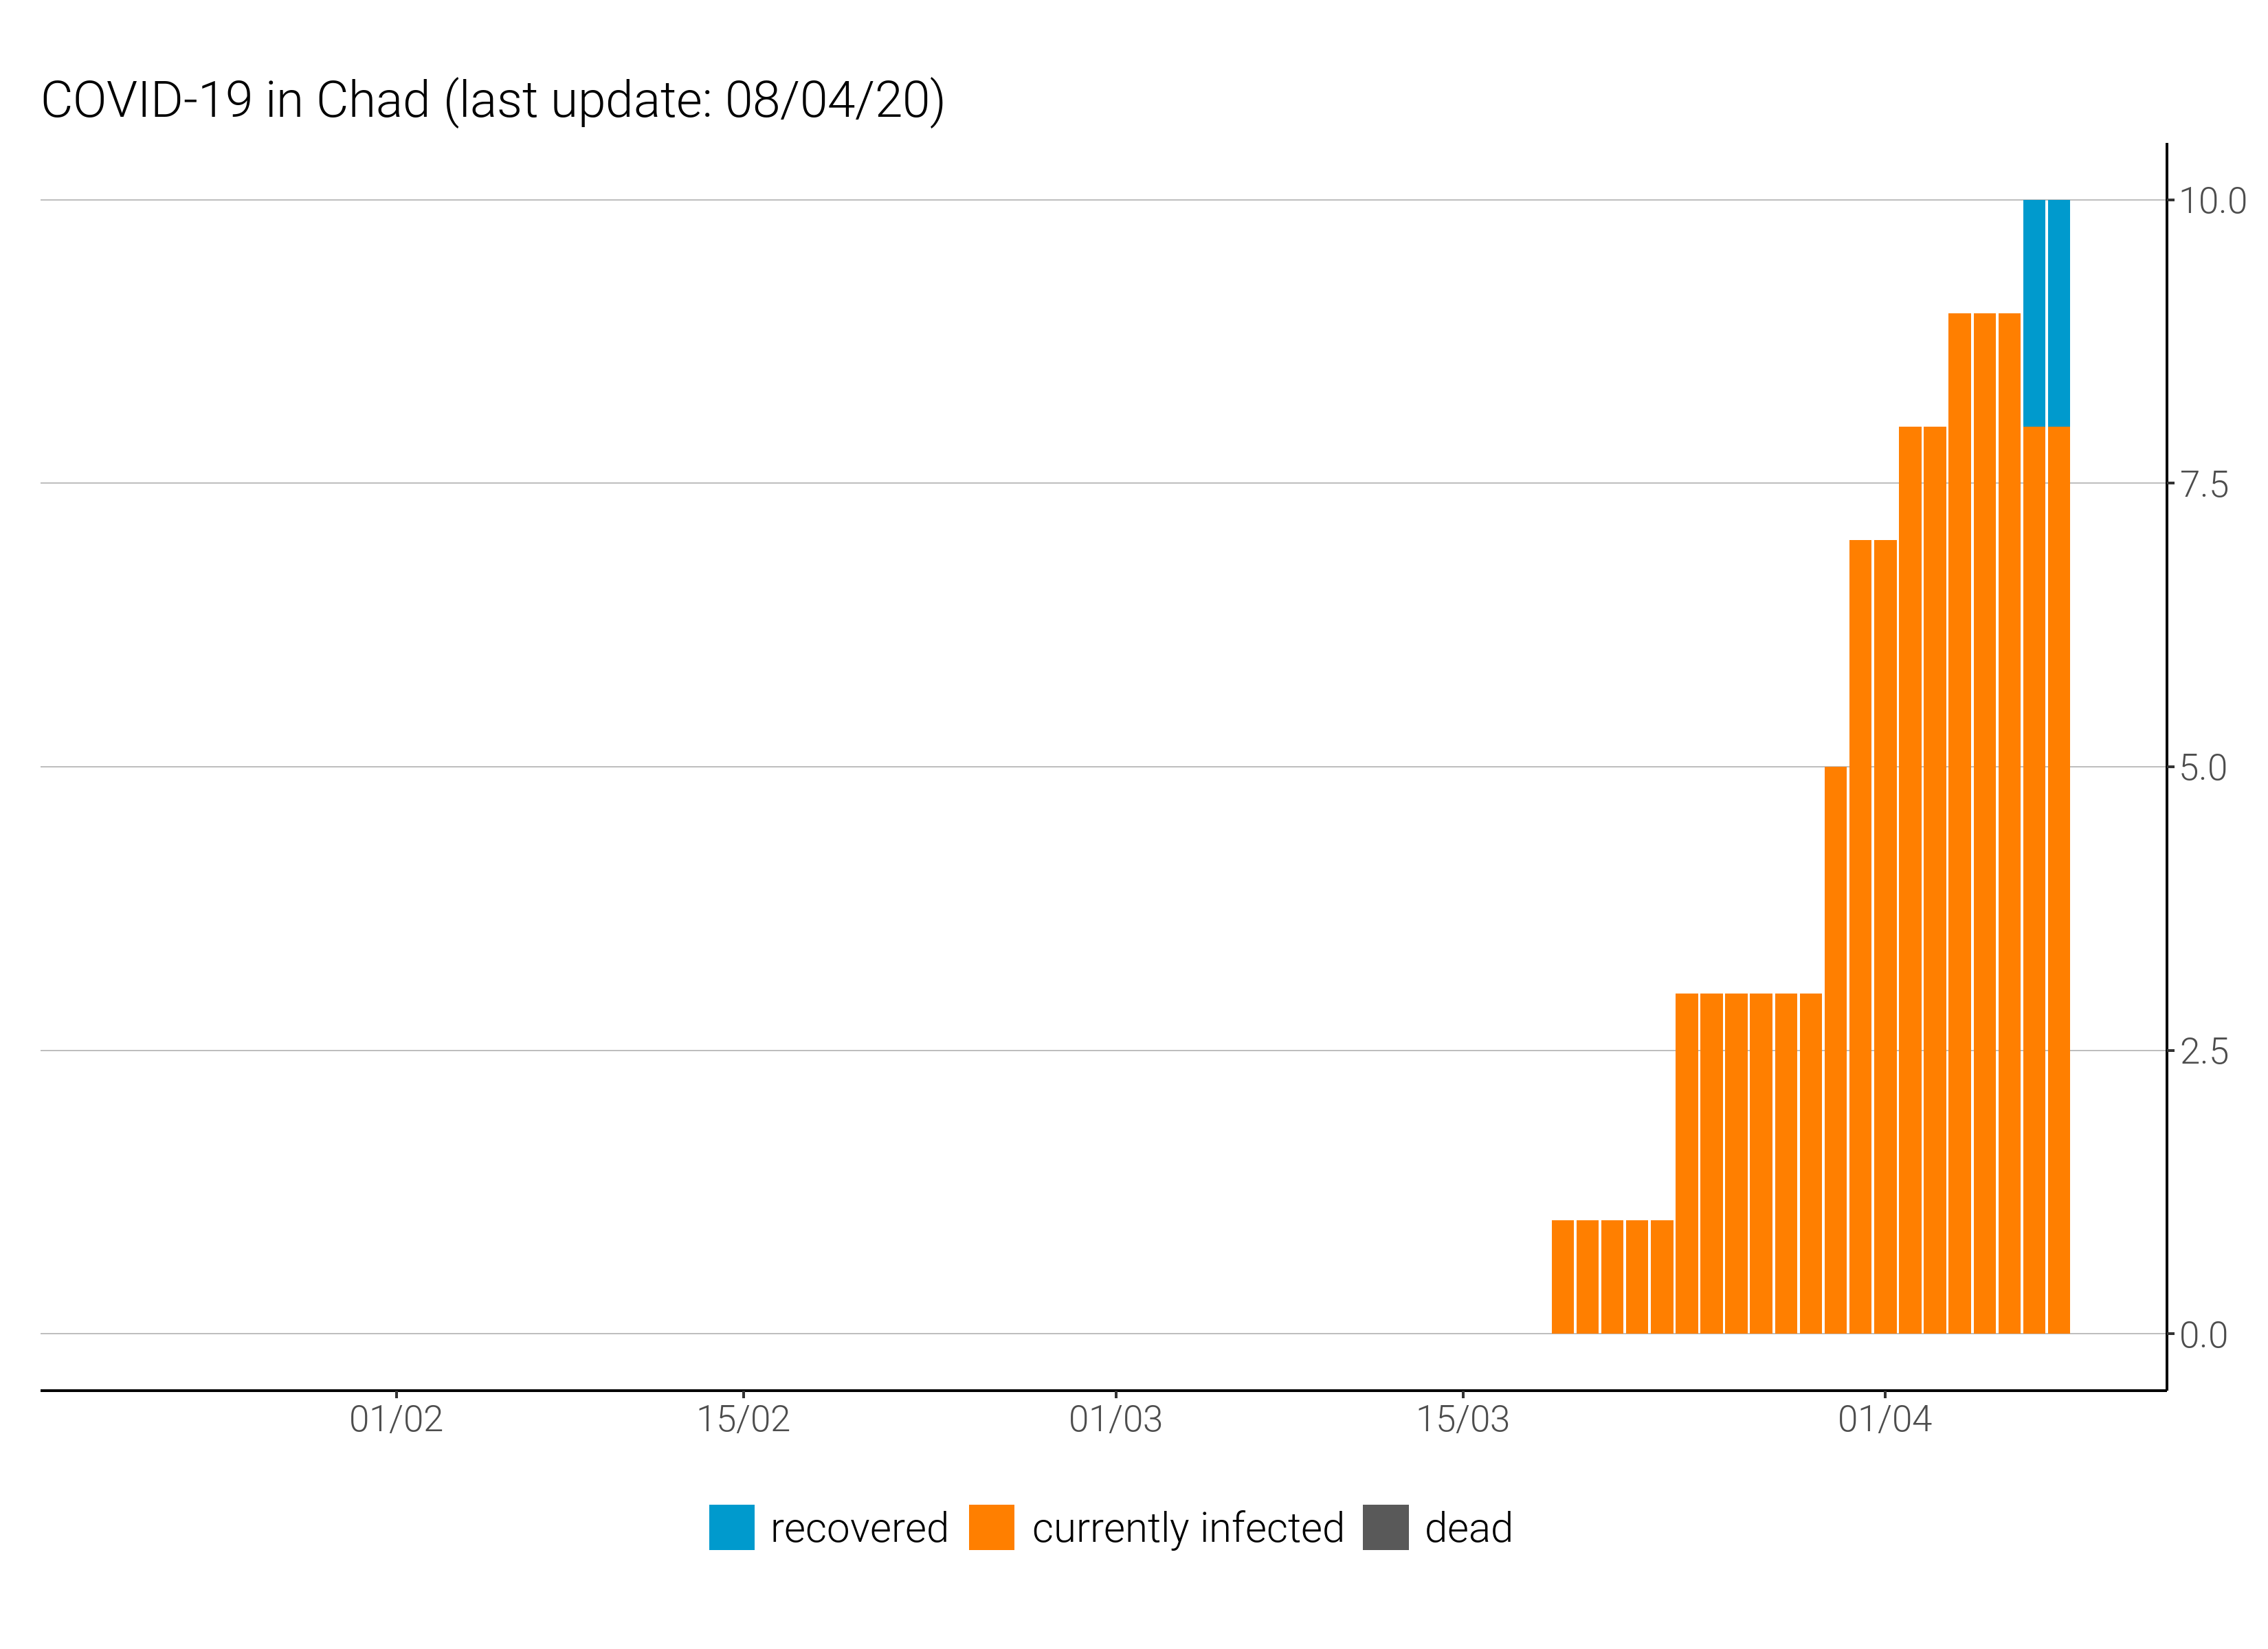 COVID-19 in Chad (last update: 08/04/20)
10.0
7.5
5.0
2.5
0.0
01/02 15/02 01/03 15/03 01/04
recovered currently infected dead